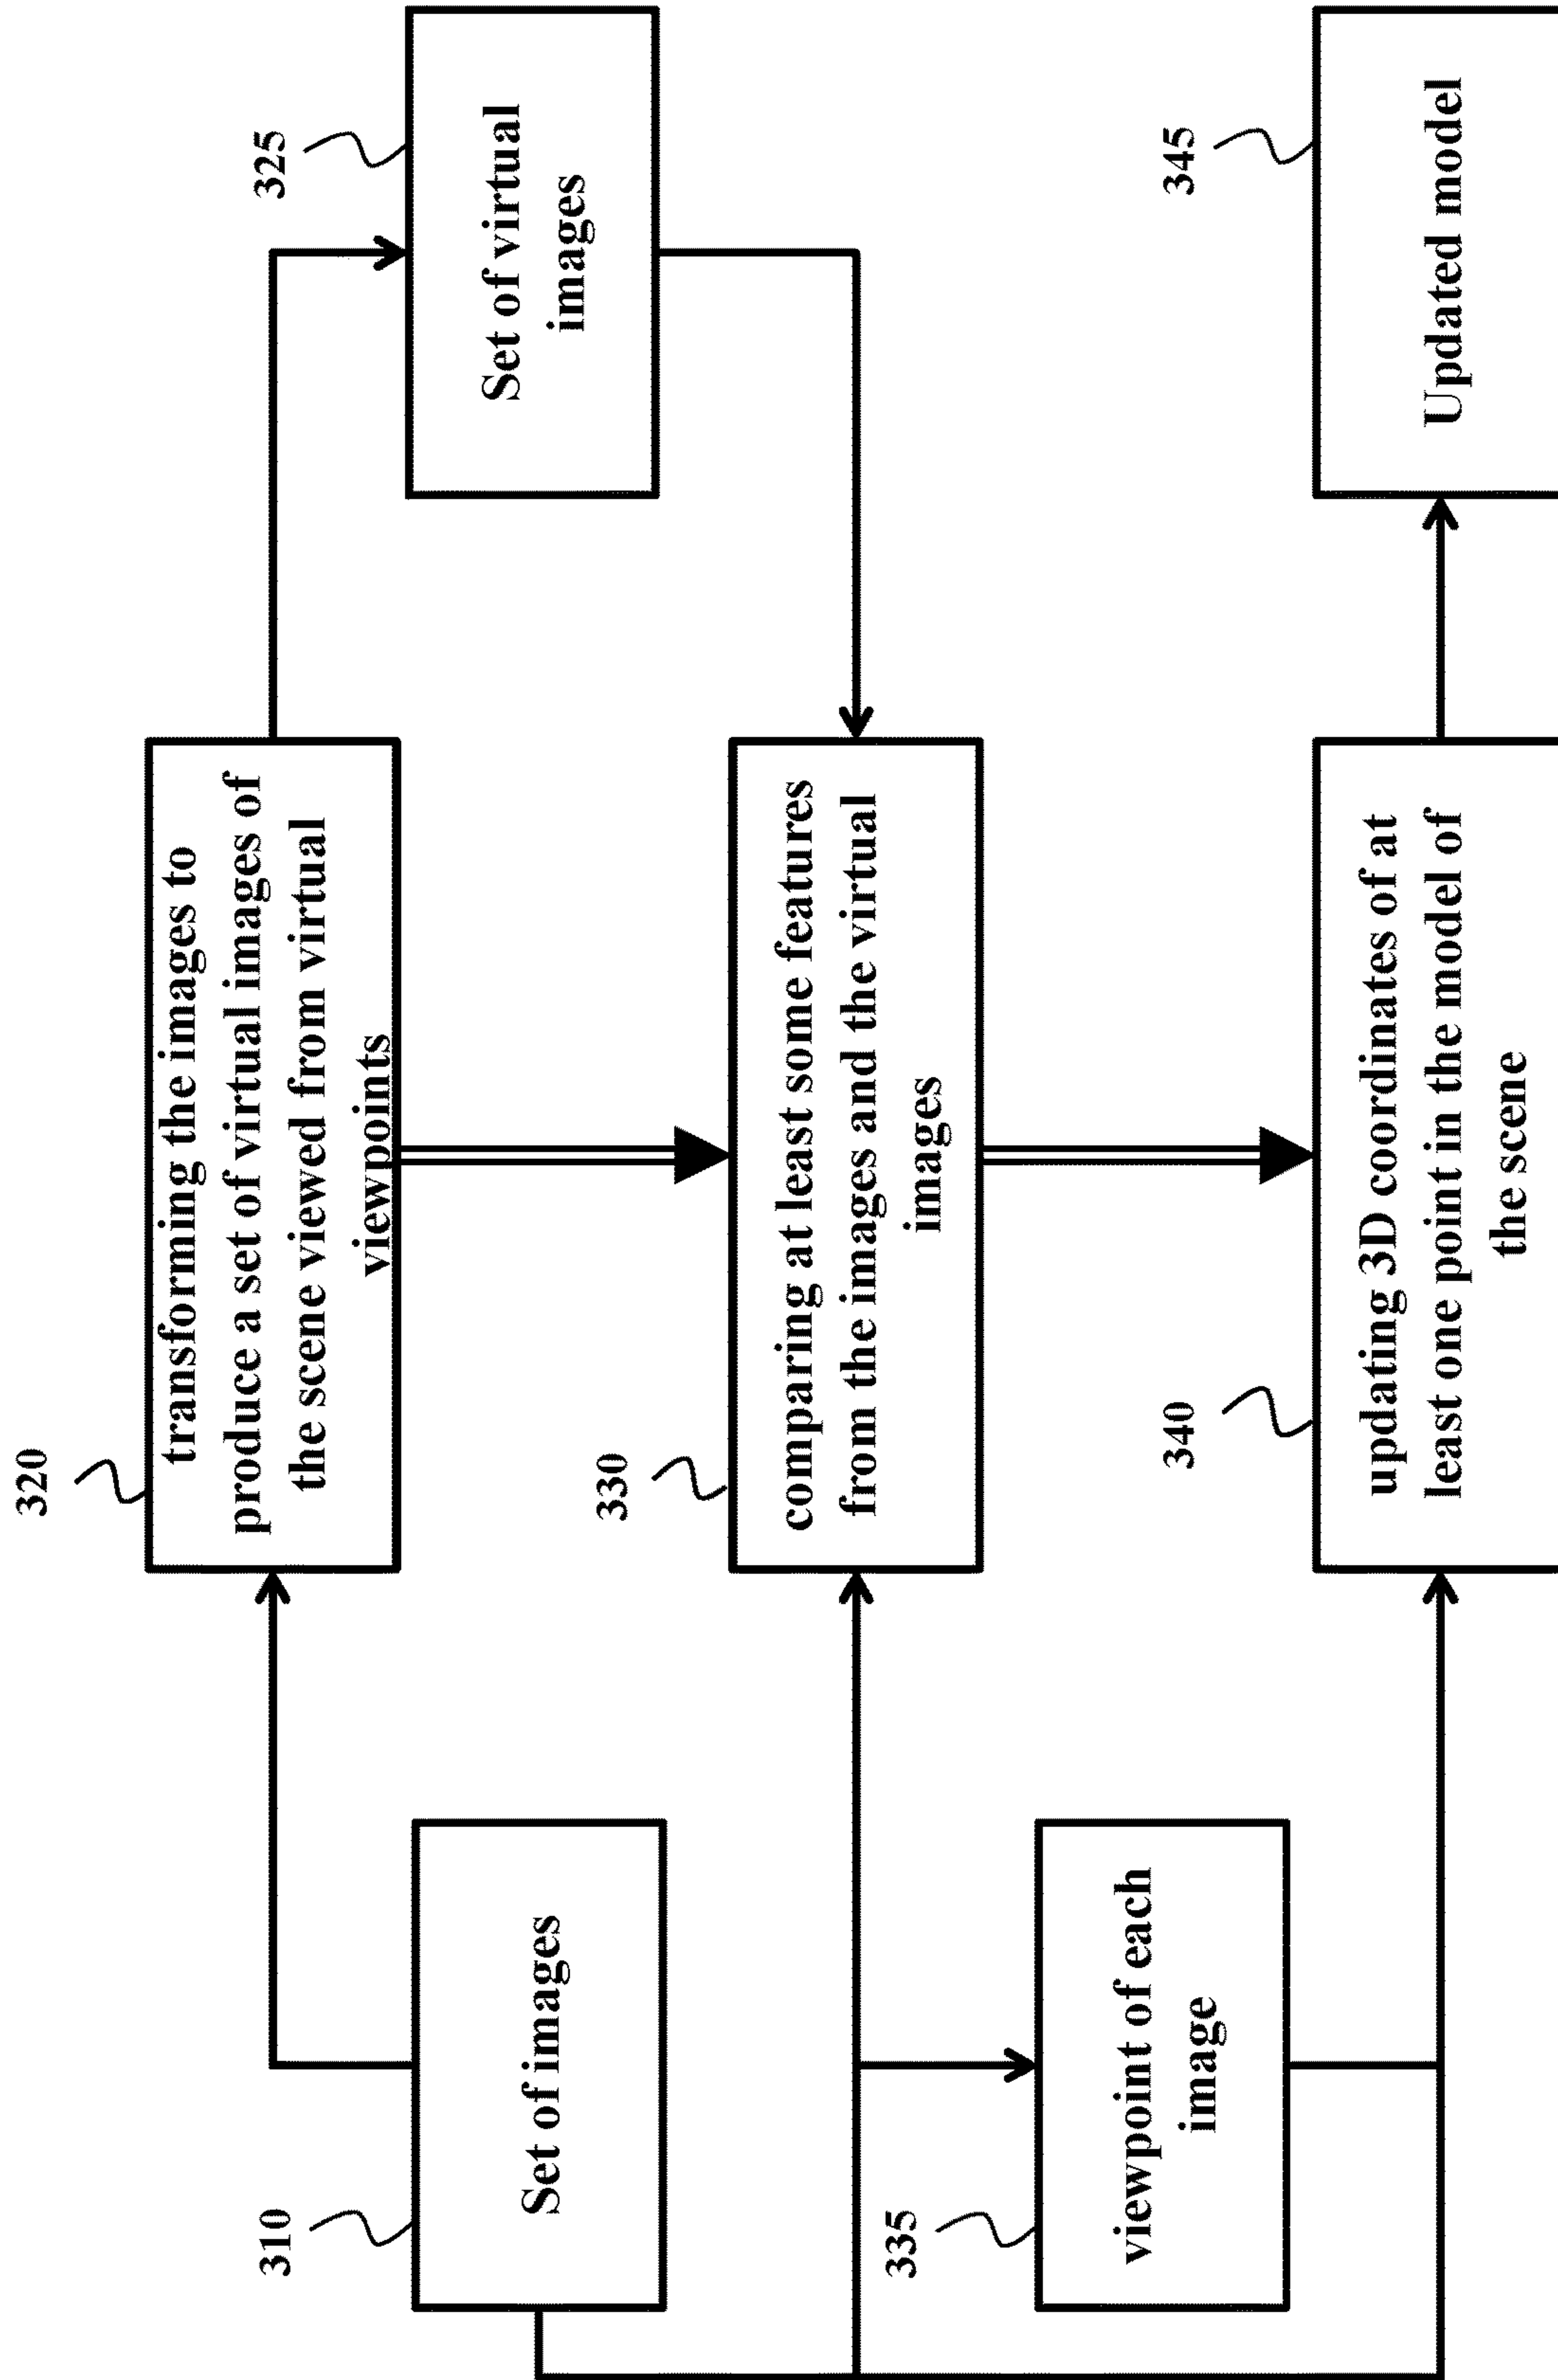 320
transforming the images to
produce a set of virtual images of
the scene viewed from virtual
viewpoints
325
Set of virtual
images
310
Set of images
330
comparing at least some features
from the images and the virtual
images
335
viewpoint of each
image
340
updating 3D coordinates of at
least one point in the model of
the scene
345
Updated model